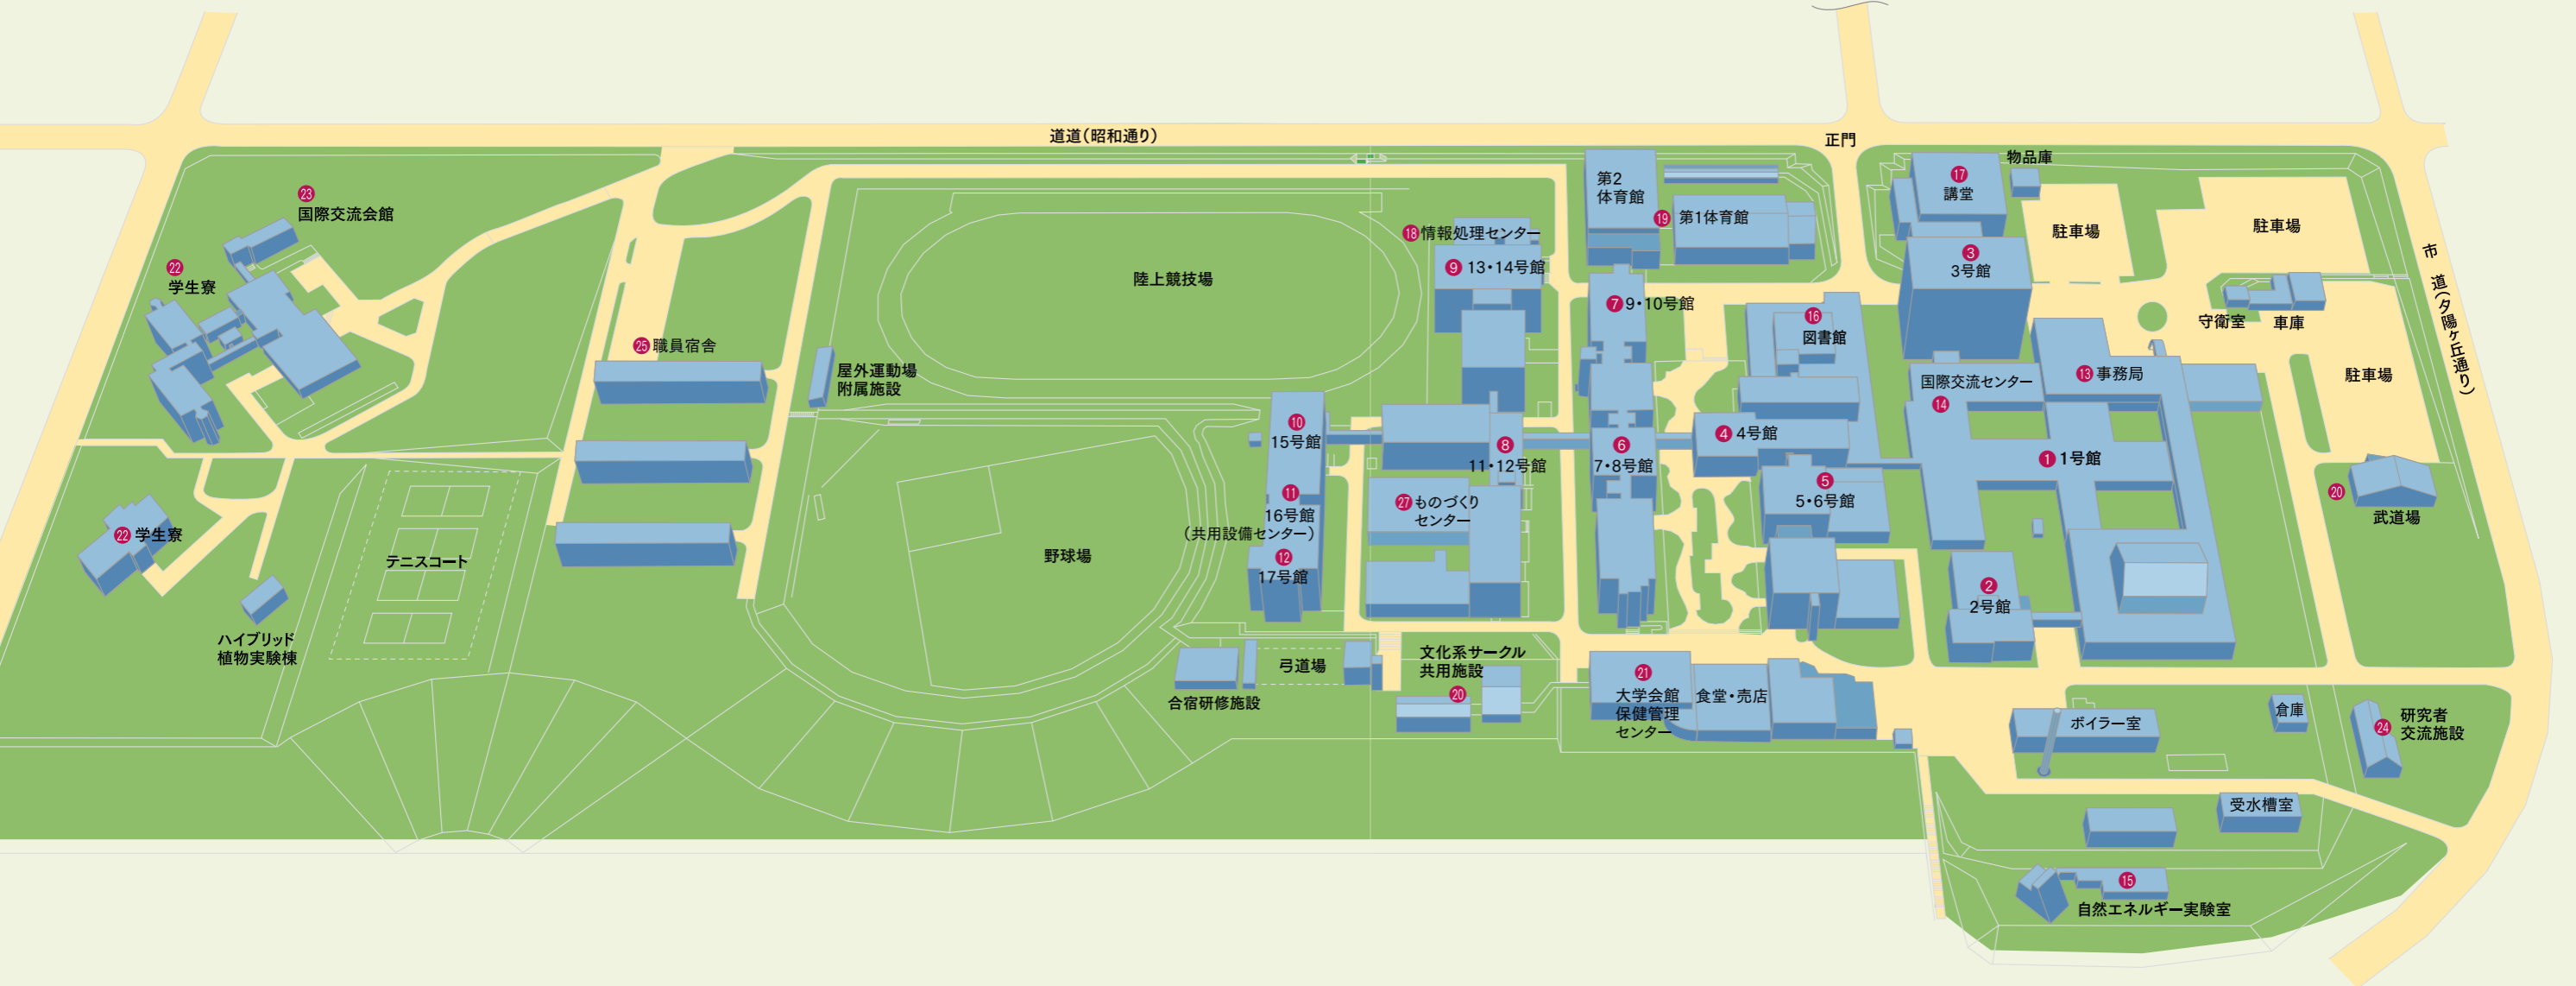 道道(昭和通り)
正門
市道(夕陽ヶ丘通り)
23
国際交流会館
22
学生寮
25 職員宿舎
屋外運動場
附属施設
陸上競技場
18 情報処理センター
9 13・14号館
第2
体育館
19 第1体育館
7 9・10号館
17
講堂
物品庫
3
3号館
駐車場
駐車場
守衛室
車庫
駐車場
16
図書館
国際交流センター
14
13 事務局
10
15号館
8
11・12号館
6
7・8号館
4 4号館
1 1号館
5
5・6号館
20
武道場
11
16号館
(共用設備センター)
12
17号館
27 ものづくり
センター
22 学生寮
テニスコート
野球場
ハイブリッド
植物実験棟
2
2号館
合宿研修施設
弓道場
文化系サークル
共用施設
20
21
大学会館
保健管理
センター
食堂・売店
ボイラー室
倉庫
24 研究者
交流施設
受水槽室
15
自然エネルギー実験室